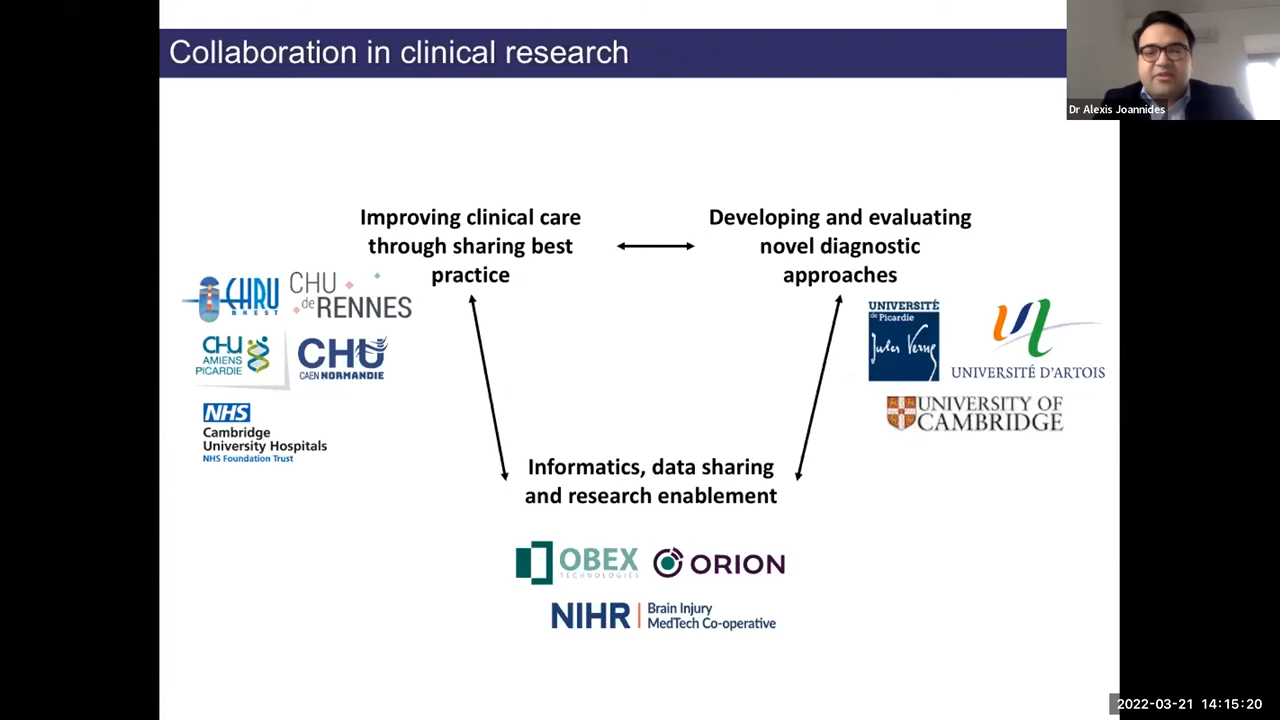 Collaboration in clinical research
Dr Alexis Joannides
Improving clinical care
through sharing best
practice
Developing and evaluating
novel diagnostic
approaches
CHRU
BREST
CHU
de RENNES
CHU
AMIENS
PICARDIE
CHU
CAEN NORMANDIE
NHS
Cambridge
University Hospitals
NHS Foundation Trust
UNIVERSITÉ
de Picardie
Jules Verne
UNIVERSITÉ D'ARTOIS
UNIVERSITY OF
CAMBRIDGE
Informatics, data sharing
and research enablement
OBEX
TECHNOLOGIES
ORION
NIHR
Brain Injury
MedTech Co-operative
2022-03-21 14:15:20